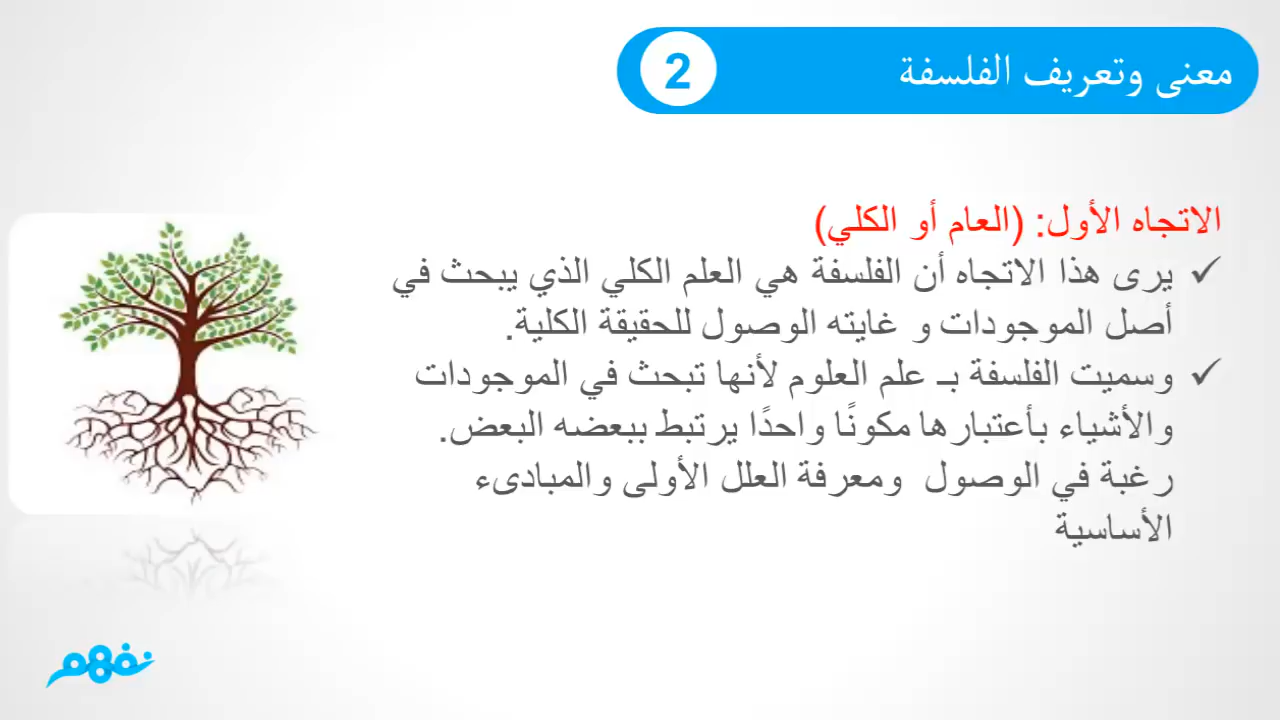 معنى وتعريف الفلسفة
2
الاتجاه الأول: (العام أو الكلي)
✓ يرى هذا الاتجاه أن الفلسفة هي العلم الكلي الذي يبحث في
أصل الموجودات و غايته الوصول للحقيقة الكلية.
✓ وسميت الفلسفة بـ علم العلوم لأنها تبحث في الموجودات
والأشياء بأعتبارها مكونًا واحدًا يرتبط ببعضه البعض.
رغبة في الوصول ومعرفة العلل الأولى والمبادىء
الأساسية
نفهم